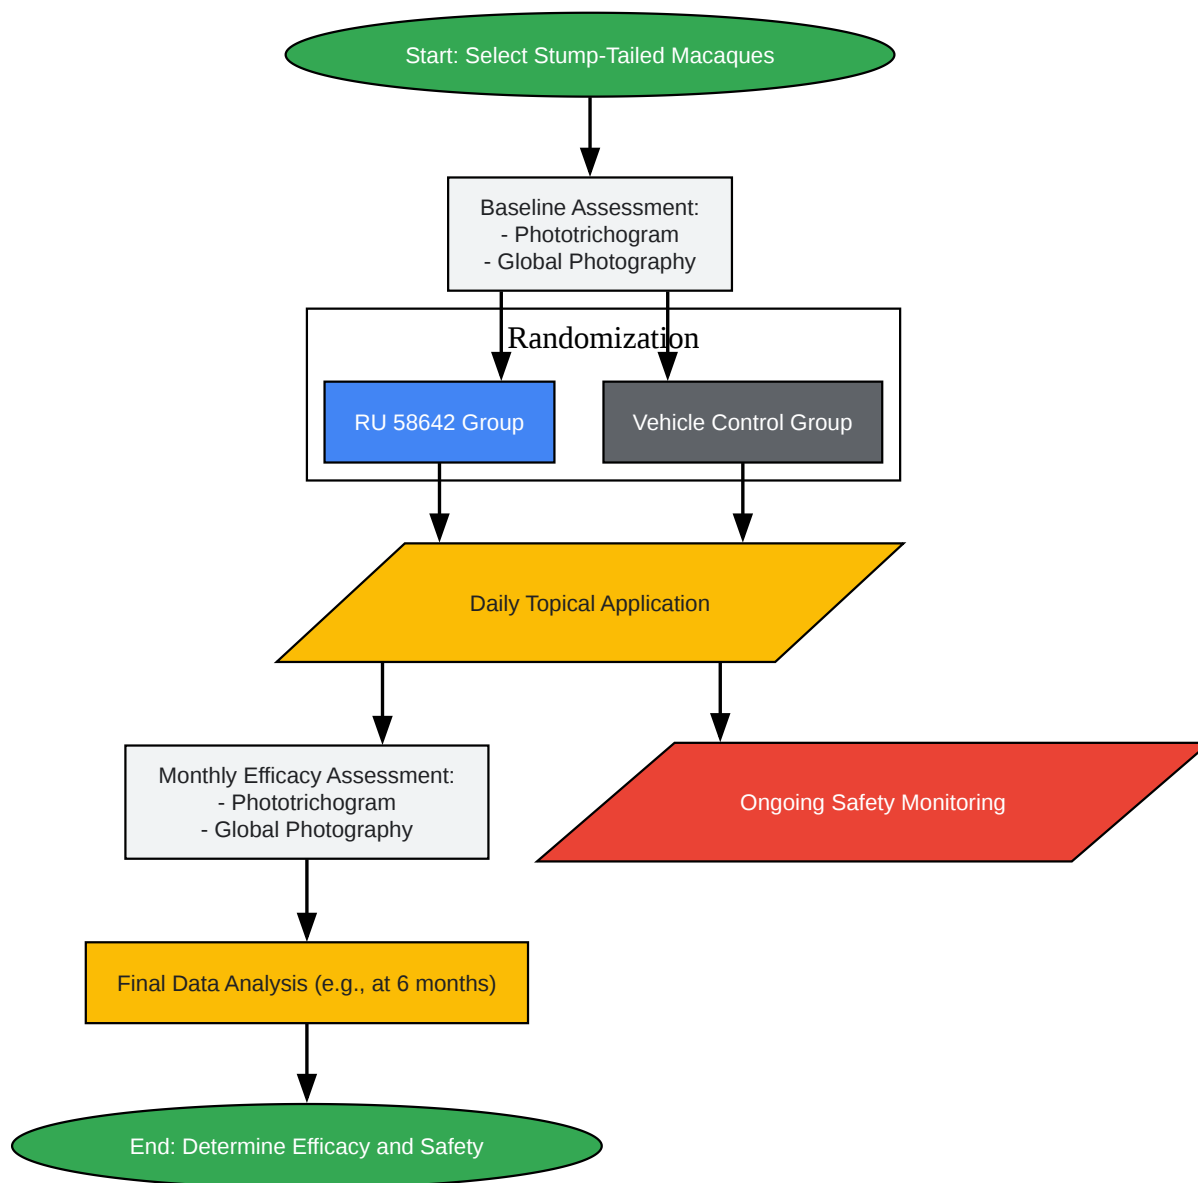 Start: Select Stump-Tailed Macaques
Baseline Assessment:
- Phototrichogram
- Global Photography
Randomization
RU 58642 Group
Vehicle Control Group
Daily Topical Application
Monthly Efficacy Assessment:
- Phototrichogram
- Global Photography
Ongoing Safety Monitoring
Final Data Analysis (e.g., at 6 months)
End: Determine Efficacy and Safety